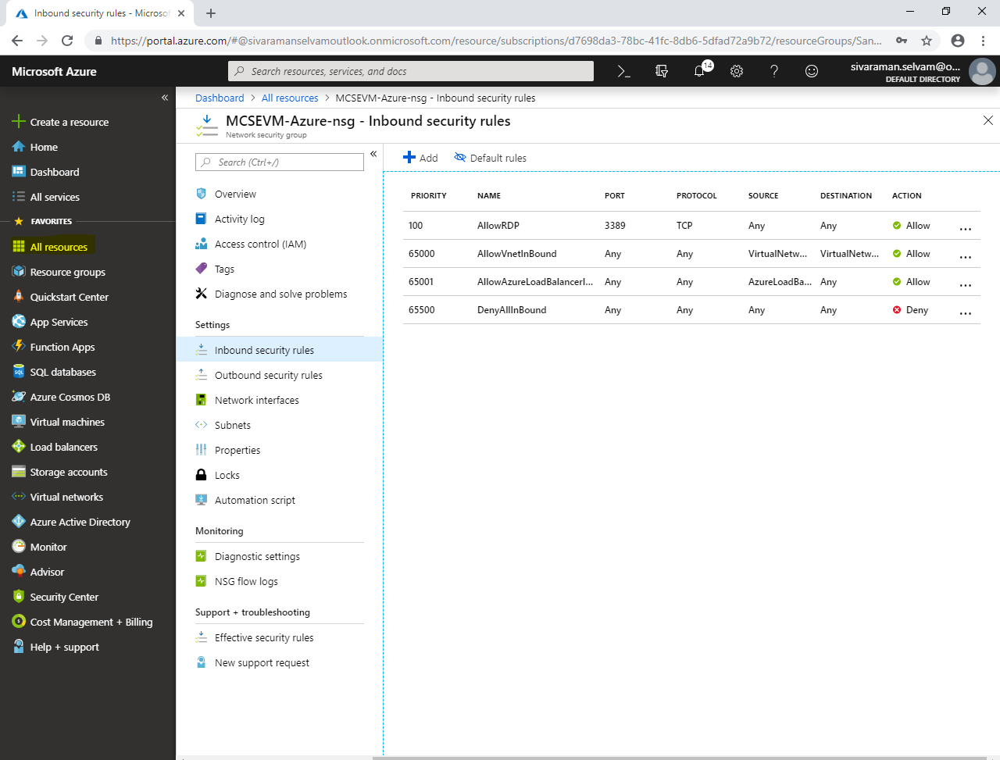 Inbound security rules - Microsof
https://portal.azure.com/#@sivaramanselvamoutlook.onmicrosoft.com/resource/subscriptions/d7698da3-78bc-41fc-8db6-5dfad72a9b72/resourceGroups/San...
Microsoft Azure
Search resources, services, and docs
14
sivaraman.selvam@o...
DEFAULT DIRECTORY
Create a resource
Home
Dashboard
All services
FAVORITES
All resources
Resource groups
Quickstart Center
App Services
Function Apps
SQL databases
Azure Cosmos DB
Virtual machines
Load balancers
Storage accounts
Virtual networks
Azure Active Directory
Monitor
Advisor
Security Center
Cost Management + Billing
Help + support
Dashboard > All resources > MCSEVM-Azure-nsg - Inbound security rules
MCSEVM-Azure-nsg - Inbound security rules
Network security group
Search (Ctrl+/)
Overview
Activity log
Access control (IAM)
Tags
Diagnose and solve problems
Settings
Inbound security rules
Outbound security rules
Network interfaces
Subnets
Properties
Locks
Automation script
Monitoring
Diagnostic settings
NSG flow logs
Support + troubleshooting
Effective security rules
New support request
Add Default rules
PRIORITY NAME PORT PROTOCOL SOURCE DESTINATION ACTION
100 AllowRDP 3389 TCP Any Any Allow ...
65000 AllowVnetInBound Any Any VirtualNetw... VirtualNetw... Allow ...
65001 AllowAzureLoadBalancerI... Any Any AzureLoadBa... Any Allow ...
65500 DenyAllInBound Any Any Any Any Deny ...